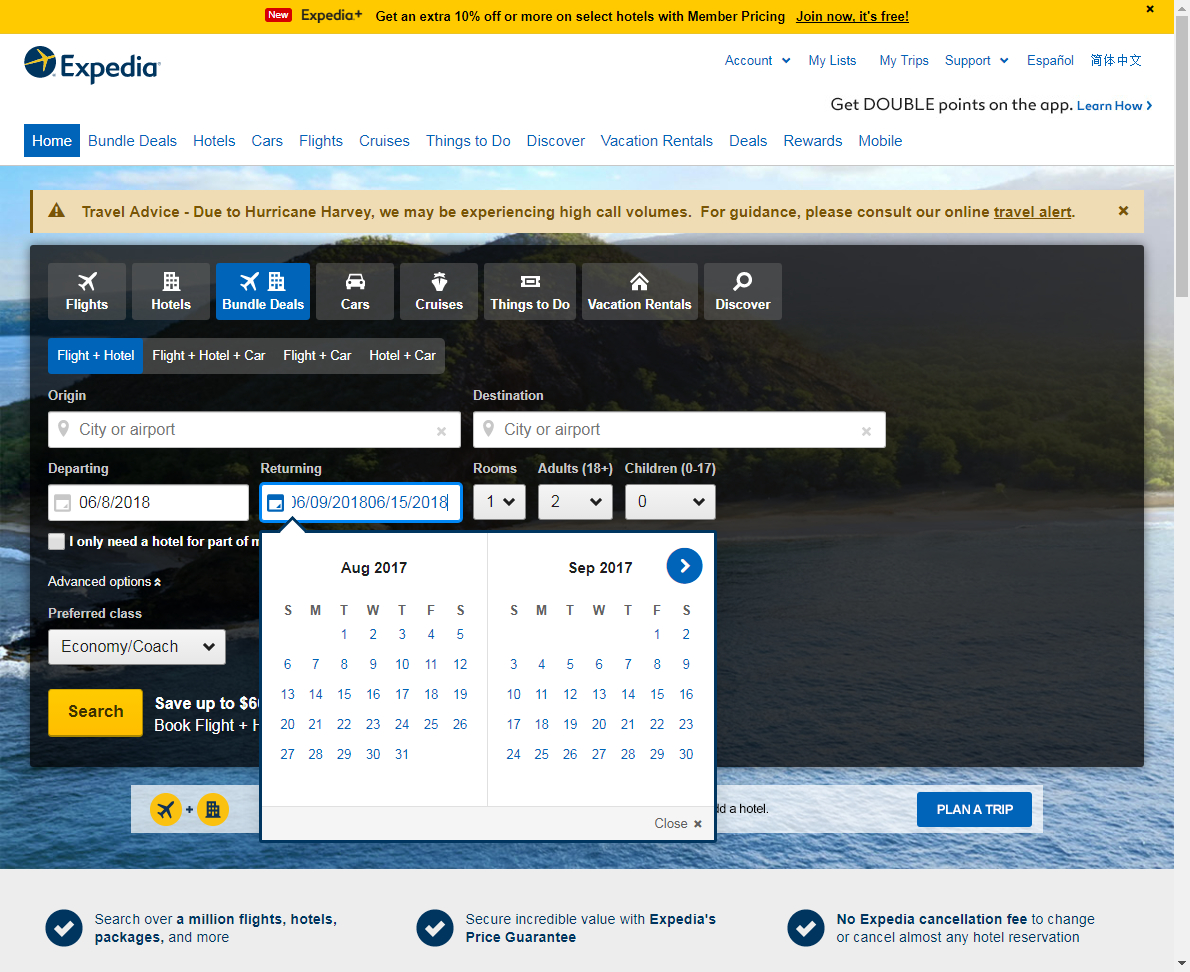 New Expedia+ Get an extra 10% off or more on select hotels with Member Pricing Join now, it's free!
Expedia
Account My Lists My Trips Support Español 简体中文
Get DOUBLE points on the app. Learn How
Home Bundle Deals Hotels Cars Flights Cruises Things to Do Discover Vacation Rentals Deals Rewards Mobile
Travel Advice - Due to Hurricane Harvey, we may be experiencing high call volumes. For guidance, please consult our online travel alert.
Flights Hotels Bundle Deals Cars Cruises Things to Do Vacation Rentals Discover
Flight + Hotel Flight + Hotel + Car Flight + Car Hotel + Car
Origin Destination
City or airport City or airport
Departing Returning Rooms Adults (18+) Children (0-17)
06/8/2018 06/09/201806/15/2018 1 2 0
I only need a hotel for part of m
Aug 2017 Sep 2017
Advanced options
Preferred class
S M T W T F S S M T W T F S
1 2 3 4 5 1 2
Economy/Coach
6 7 8 9 10 11 12 3 4 5 6 7 8 9
13 14 15 16 17 18 19 10 11 12 13 14 15 16
Search Save up to $6
Book Flight + H
20 21 22 23 24 25 26 17 18 19 20 21 22 23
27 28 29 30 31 24 25 26 27 28 29 30
+ dd a hotel. PLAN A TRIP
Close
Search over a million flights, hotels, packages, and more
Secure incredible value with Expedia's Price Guarantee
No Expedia cancellation fee to change or cancel almost any hotel reservation